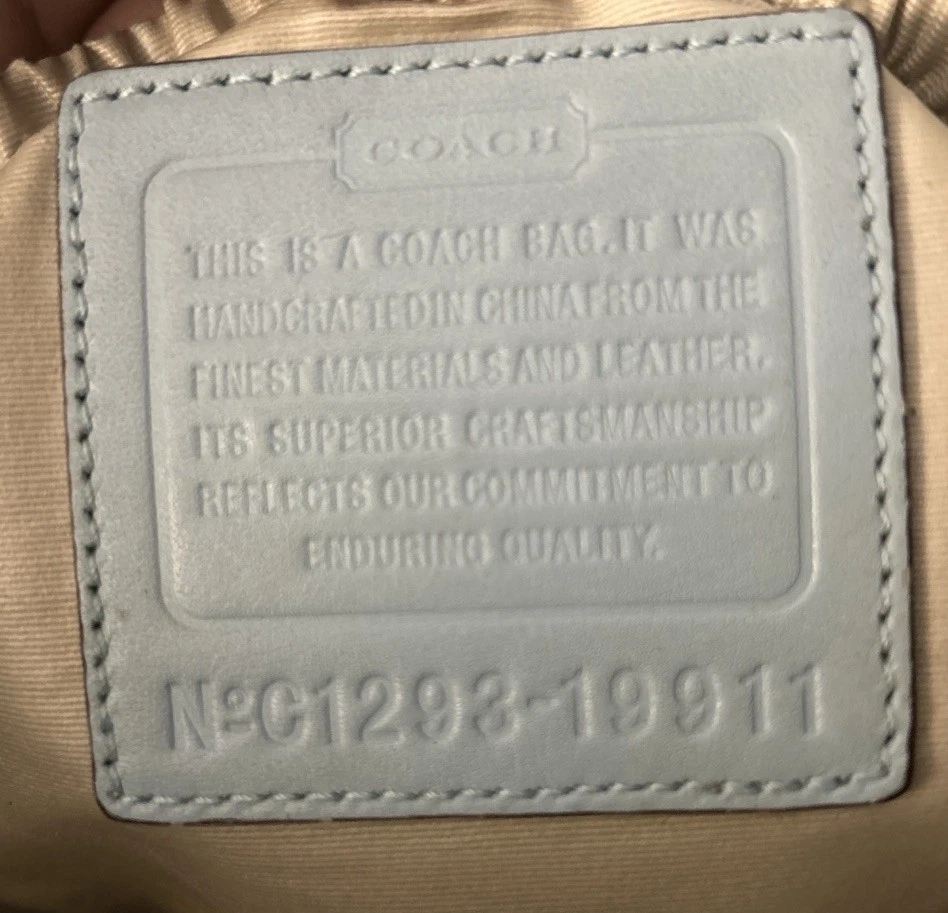 COACH
THIS IS A COACH BAG. IT WAS
HANDCRAFTED IN CHINA FROM THE
FINEST MATERIALS AND LEATHER.
ITS SUPERIOR CRAFTSMANSHIP
REFLECTS OUR COMMITMENT TO
ENDURING QUALITY.
NºC1293-19911